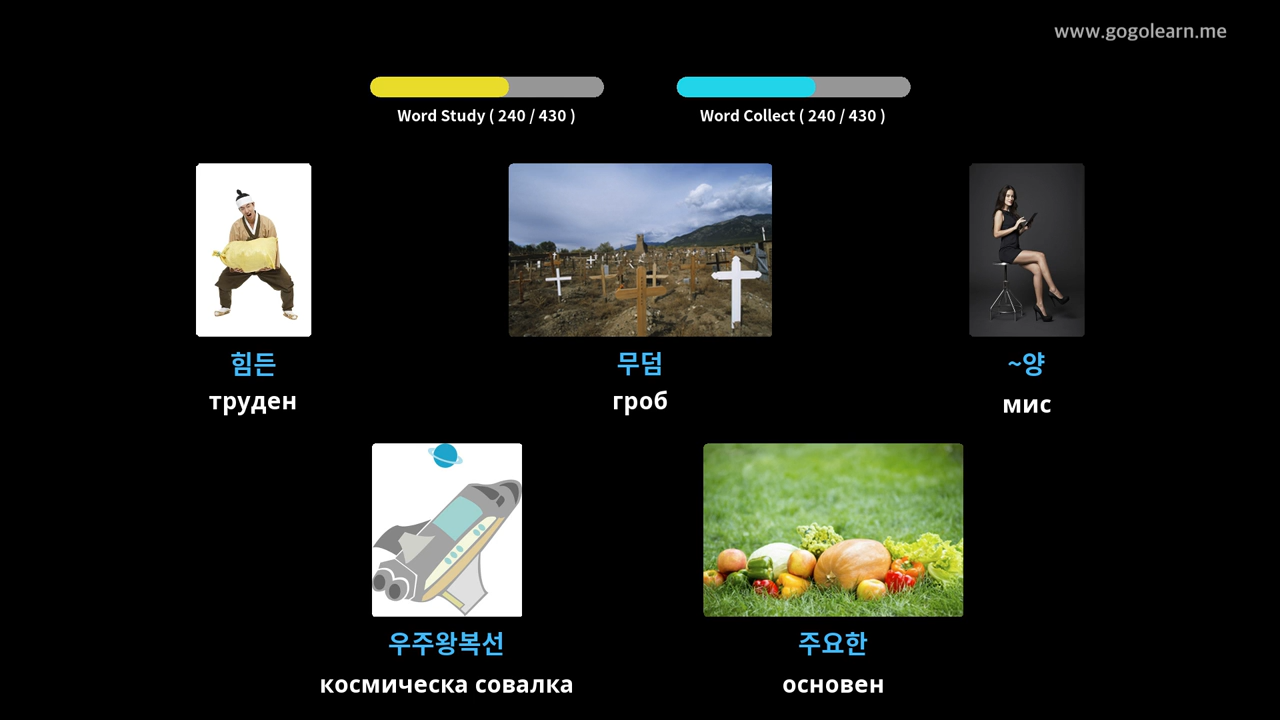 www.gogolearn.me
Word Study ( 240 / 430 )
Word Collect ( 240 / 430 )
힘든
труден
무덤
гроб
~양
мис
우주왕복선
космическа совалка
주요한
основен